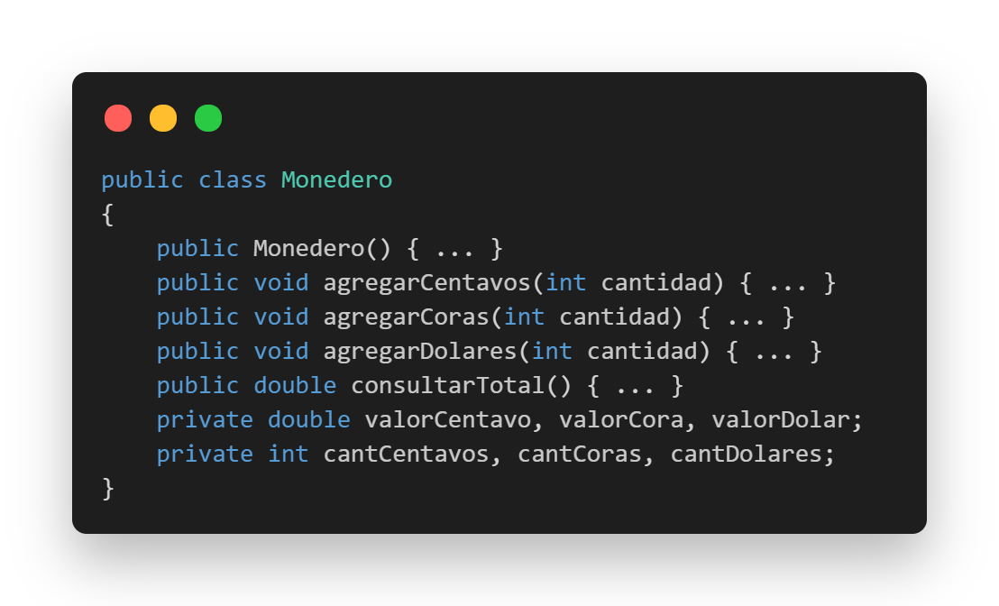 public class Monedero
{
    public Monedero() { ... }
    public void agregarCentavos(int cantidad) { ... }
    public void agregarCoras(int cantidad) { ... }
    public void agregarDolares(int cantidad) { ... }
    public double consultarTotal() { ... }
    private double valorCentavo, valorCora, valorDolar;
    private int cantCentavos, cantCoras, cantDolares;
}